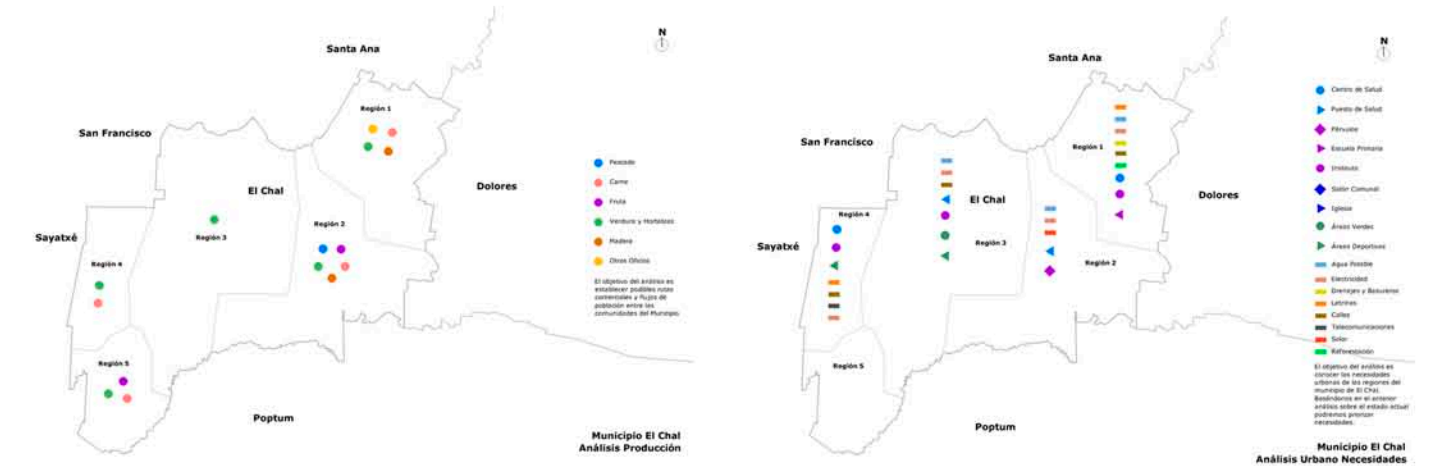 Santa Ana
N
Región 1
San Francisco
El Chal
Dolores
Región 2
Sayatxé
Región 3
Región 4
Región 5
Poptum
Pescado
Carne
Fruta
Verdura y Hortalizas
Madera
Otros Oficios
El objetivo del análisis es
establecer posibles rutas
comerciales y flujos de
población entre las
comunidades del Municipio.
Municipio El Chal
Análisis Producción
N
Santa Ana
San Francisco
Región 1
El Chal
Dolores
Región 4
Sayatxé
Región 3
Región 2
Región 5
Poptum
Centro de Salud
Puesto de Salud
Párvulos
Escuela Primaria
Instituto
Salón Comunal
Iglesia
Áreas Verdes
Áreas Deportivas
Agua Potable
Electricidad
Drenajes y Basureros
Letrinas
Calles
Telecomunicaciones
Solar
Reforestación
El objetivo del análisis es
conocer las necesidades
urbanas de las regiones del
municipio de El Chal.
Basándonos en el anterior
análisis sobre el estado actual
podremos priorizar
necesidades.
Municipio El Chal
Análisis Urbano Necesidades